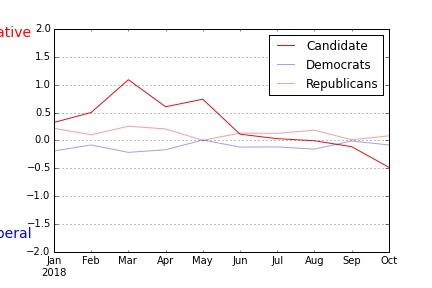 ative
beral
2.0
1.5
1.0
0.5
0.0
−0.5
−1.0
−1.5
−2.0
Candidate
Democrats
Republicans
Jan Feb Mar Apr May Jun Jul Aug Sep Oct
2018